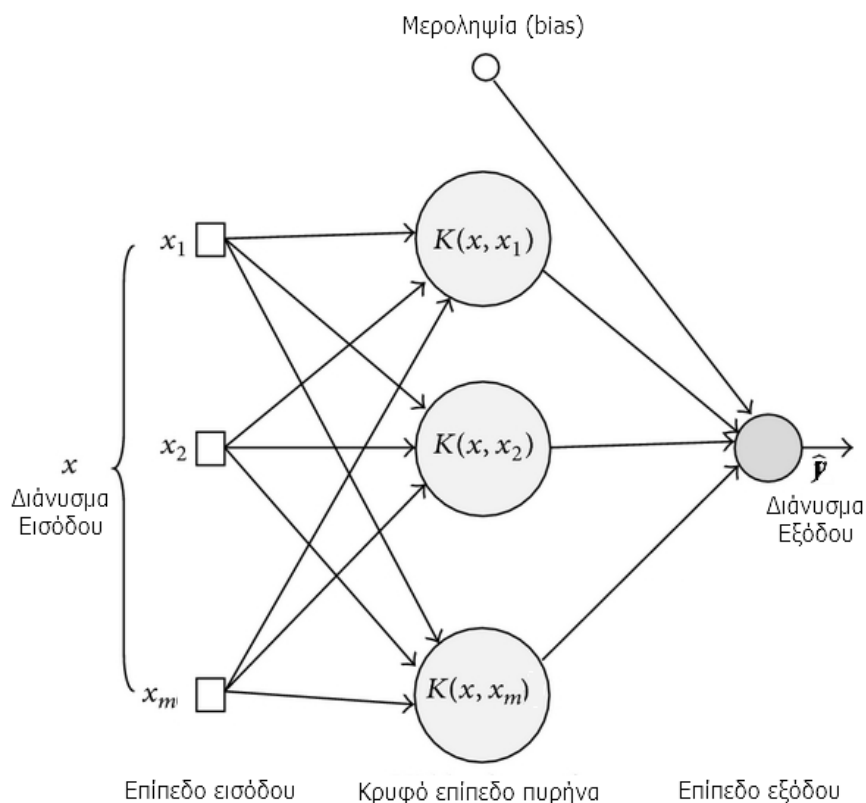 Μεροληψία (bias)
x₁
K(x, x₁)
x₂
K(x, x₂)
x
Διάνυσμα
Εισόδου
ŷ
Διάνυσμα
Εξόδου
xₘ
K(x, xₘ)
Επίπεδο εισόδου
Κρυφό επίπεδο πυρήνα
Επίπεδο εξόδου